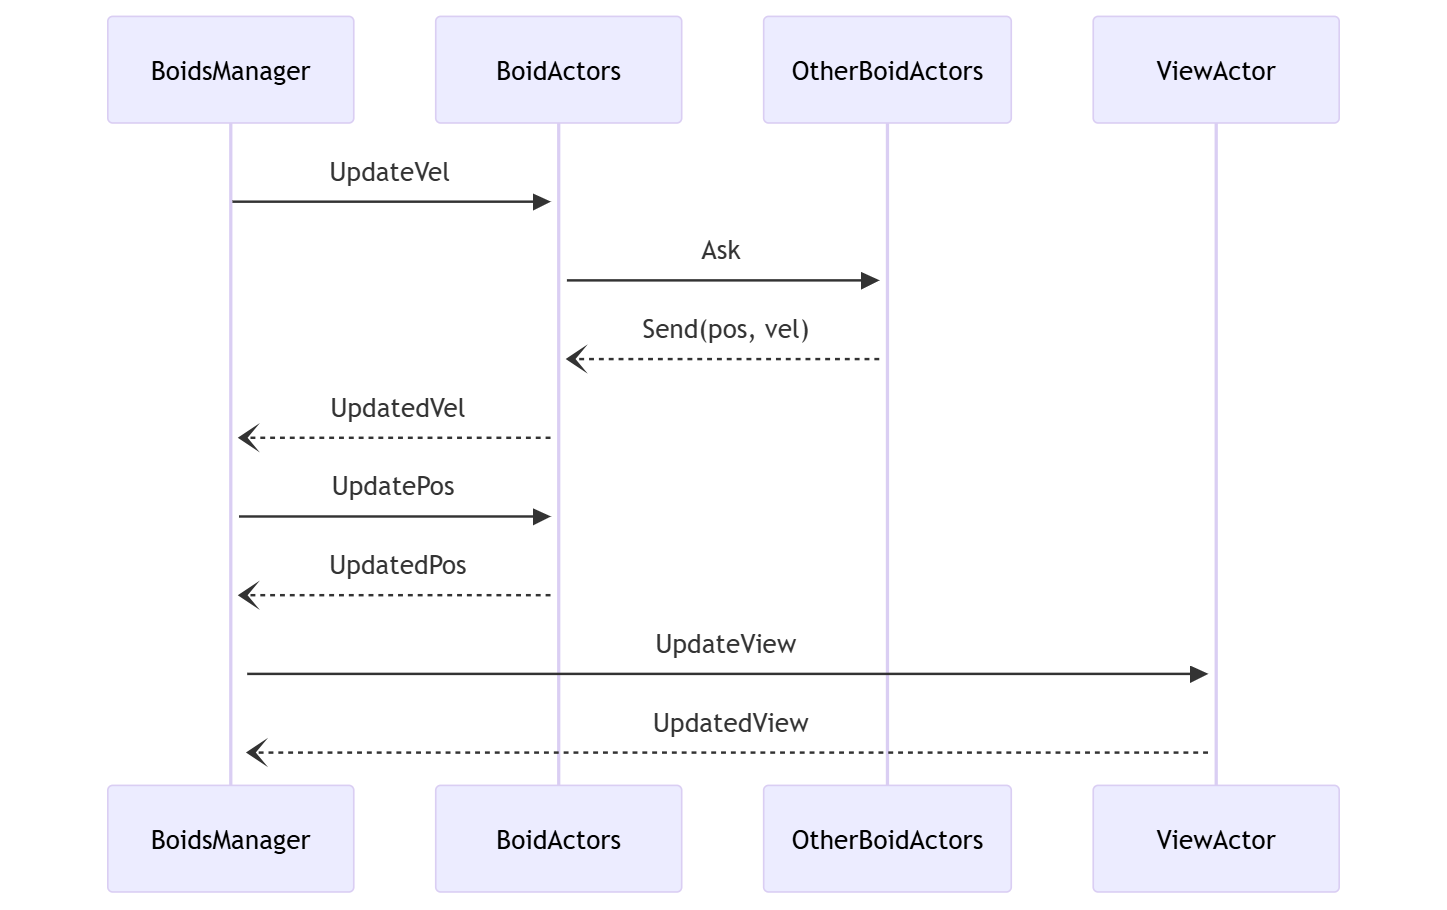 BoidsManager
BoidActors
OtherBoidActors
ViewActor
UpdateVel
Ask
Send(pos, vel)
UpdatedVel
UpdatePos
UpdatedPos
UpdateView
UpdatedView
BoidsManager
BoidActors
OtherBoidActors
ViewActor